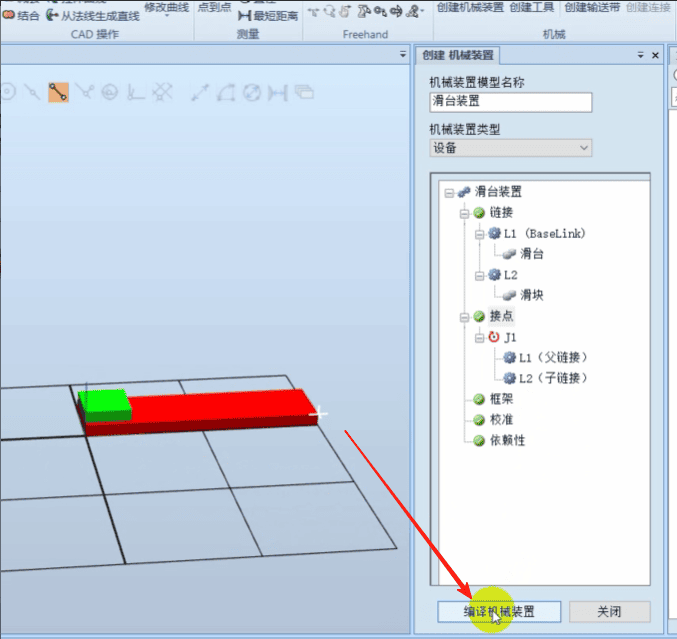 结合 从法线生成直线 修改曲线 点到点 最短距离 创建机械装置 创建工具 创建输送带 创建连接
CAD 操作 测量 Freehand 机械
创建 机械装置
机械装置模型名称
滑台装置
机械装置类型
设备
滑台装置
链接
L1 (BaseLink)
滑台
L2
滑块
接点
J1
L1（父链接）
L2（子链接）
框架
校准
依赖性
编译机械装置 关闭